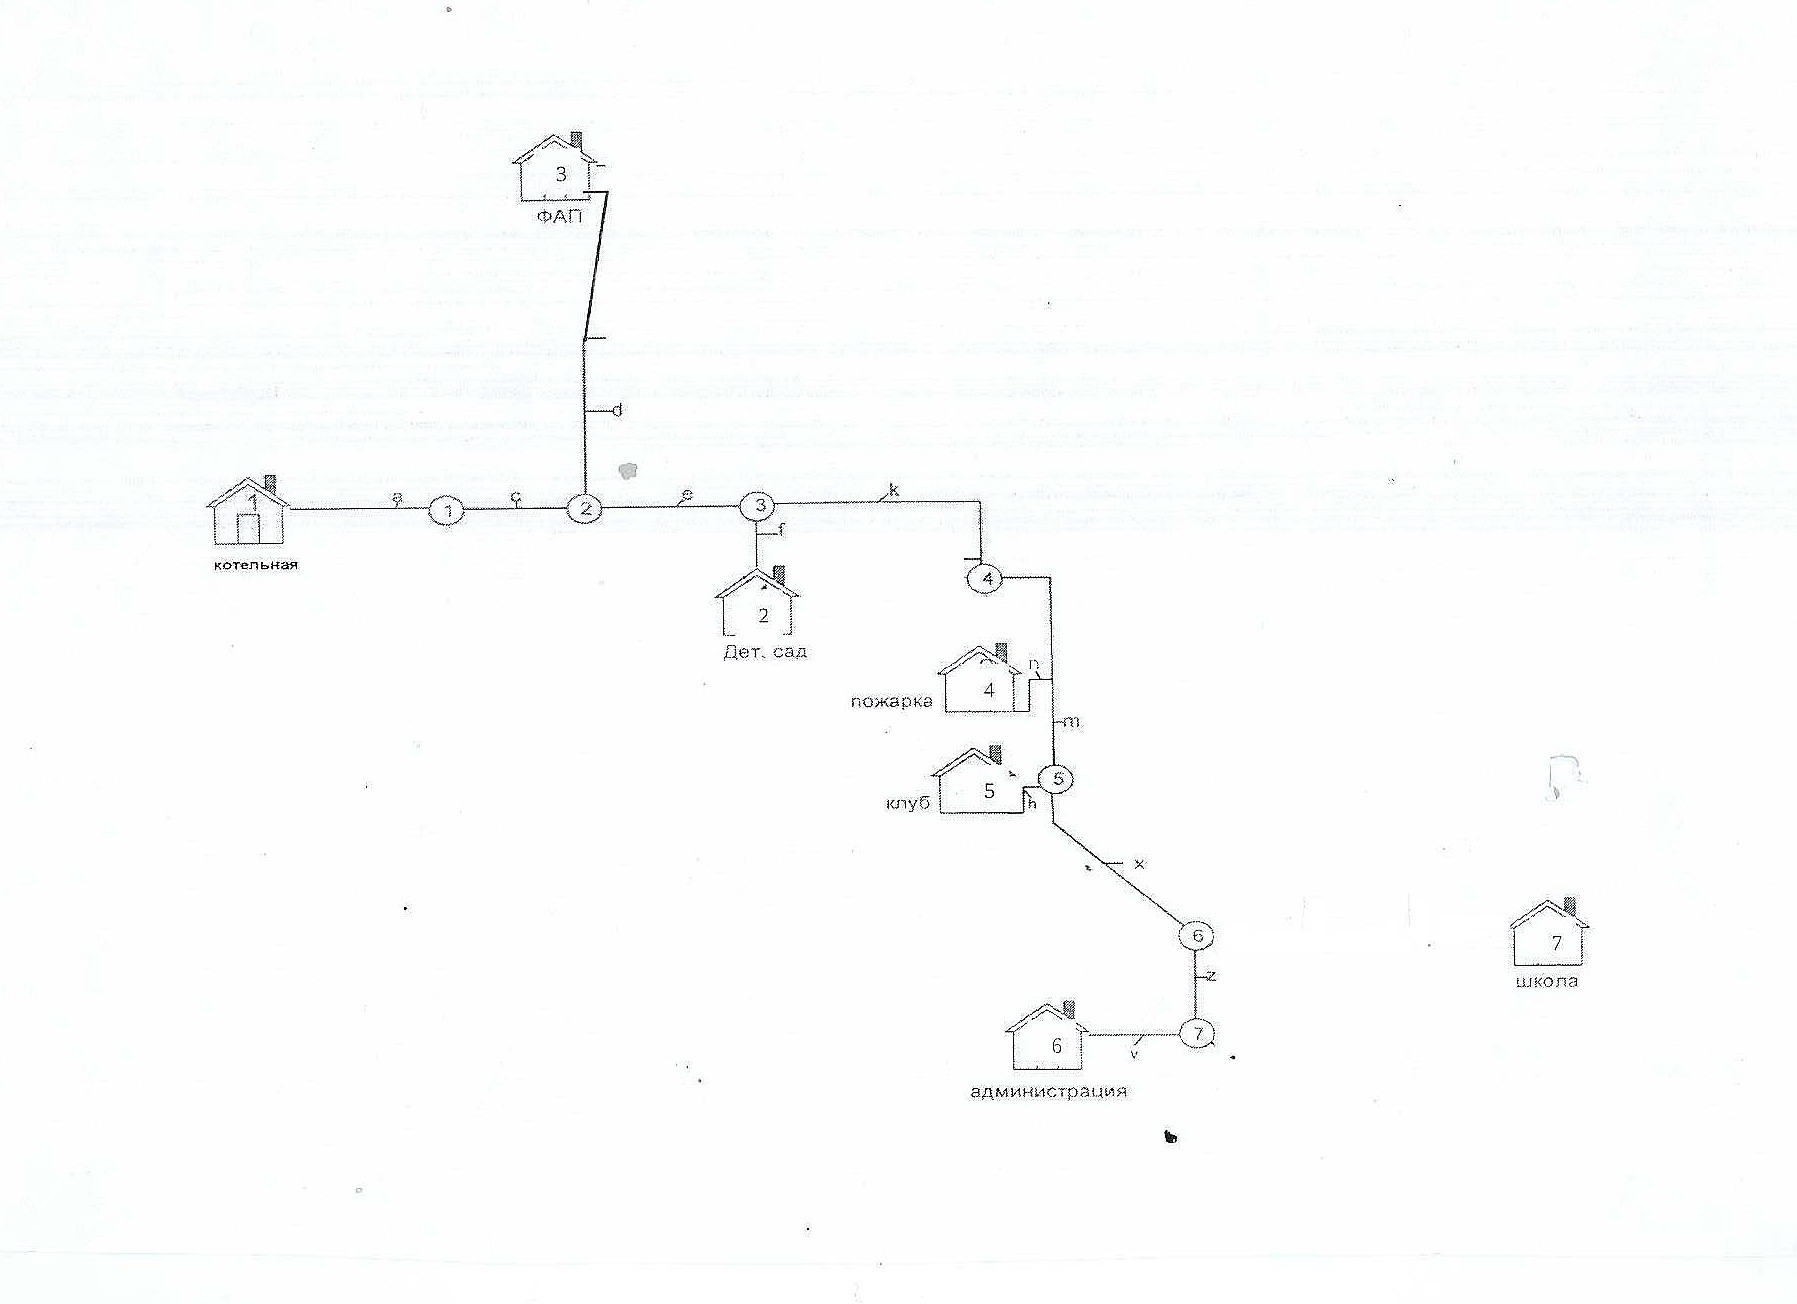 3
ФАП
d
1
a
1
c
2
e
3
k
котельная
f
2
Дет. сад
4
n
4
пожарка
m
5
5
клуб
h
x
6
7
школа
z
7
6
v
администрация